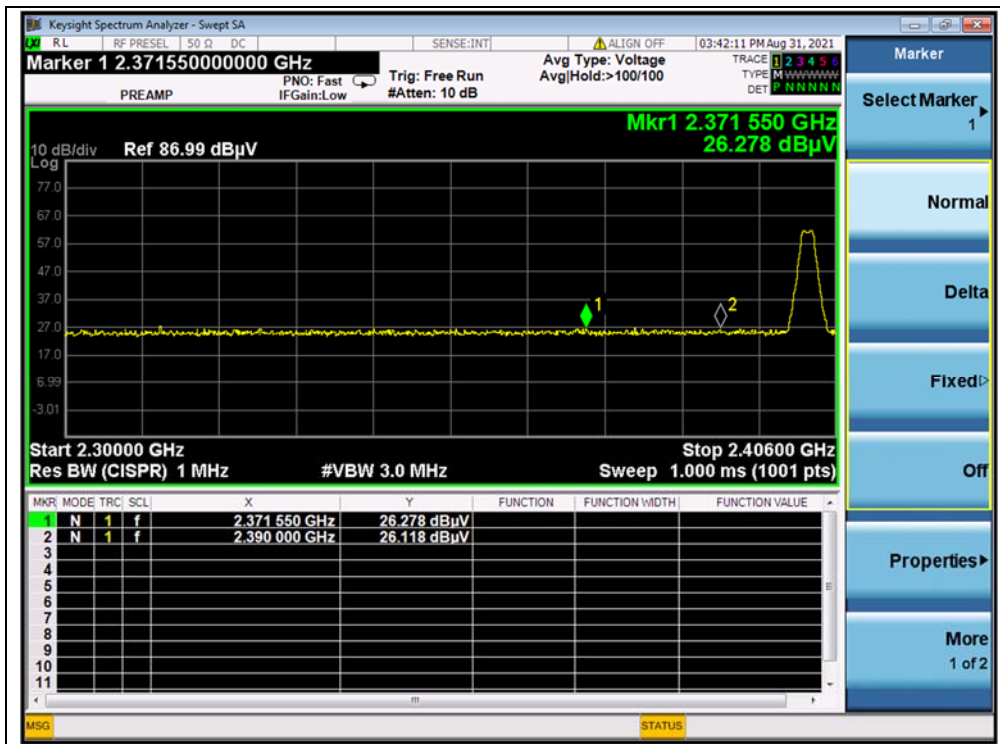 Keysight Spectrum Analyzer - Swept SA
LXI RL RF PRESEL 50 Ω DC SENSE:INT ALIGN OFF 03:42:11 PM Aug 31, 2021
Marker 1 2.371550000000 GHz
PREAMP
PNO: Fast
IFGain:Low
Trig: Free Run
#Atten: 10 dB
Avg Type: Voltage
Avg|Hold:>100/100
TRACE 1 2 3 4 5 6
TYPE M WWWWW
DET P N N N N N
Mkr1 2.371 550 GHz
26.278 dBµV
10 dB/div Ref 86.99 dBµV
Log
77.0
67.0
57.0
47.0
37.0
27.0
17.0
6.99
-3.01
1
2
Start 2.30000 GHz Stop 2.40600 GHz
Res BW (CISPR) 1 MHz #VBW 3.0 MHz Sweep 1.000 ms (1001 pts)
MKR MODE TRC SCL X Y FUNCTION FUNCTION WIDTH FUNCTION VALUE
1 N 1 f 2.371 550 GHz 26.278 dBµV
2 N 1 f 2.390 000 GHz 26.118 dBµV
3
4
5
6
7
8
9
10
11
MSG STATUS
Marker
Select Marker
1
Normal
Delta
Fixed
Off
Properties
More
1 of 2